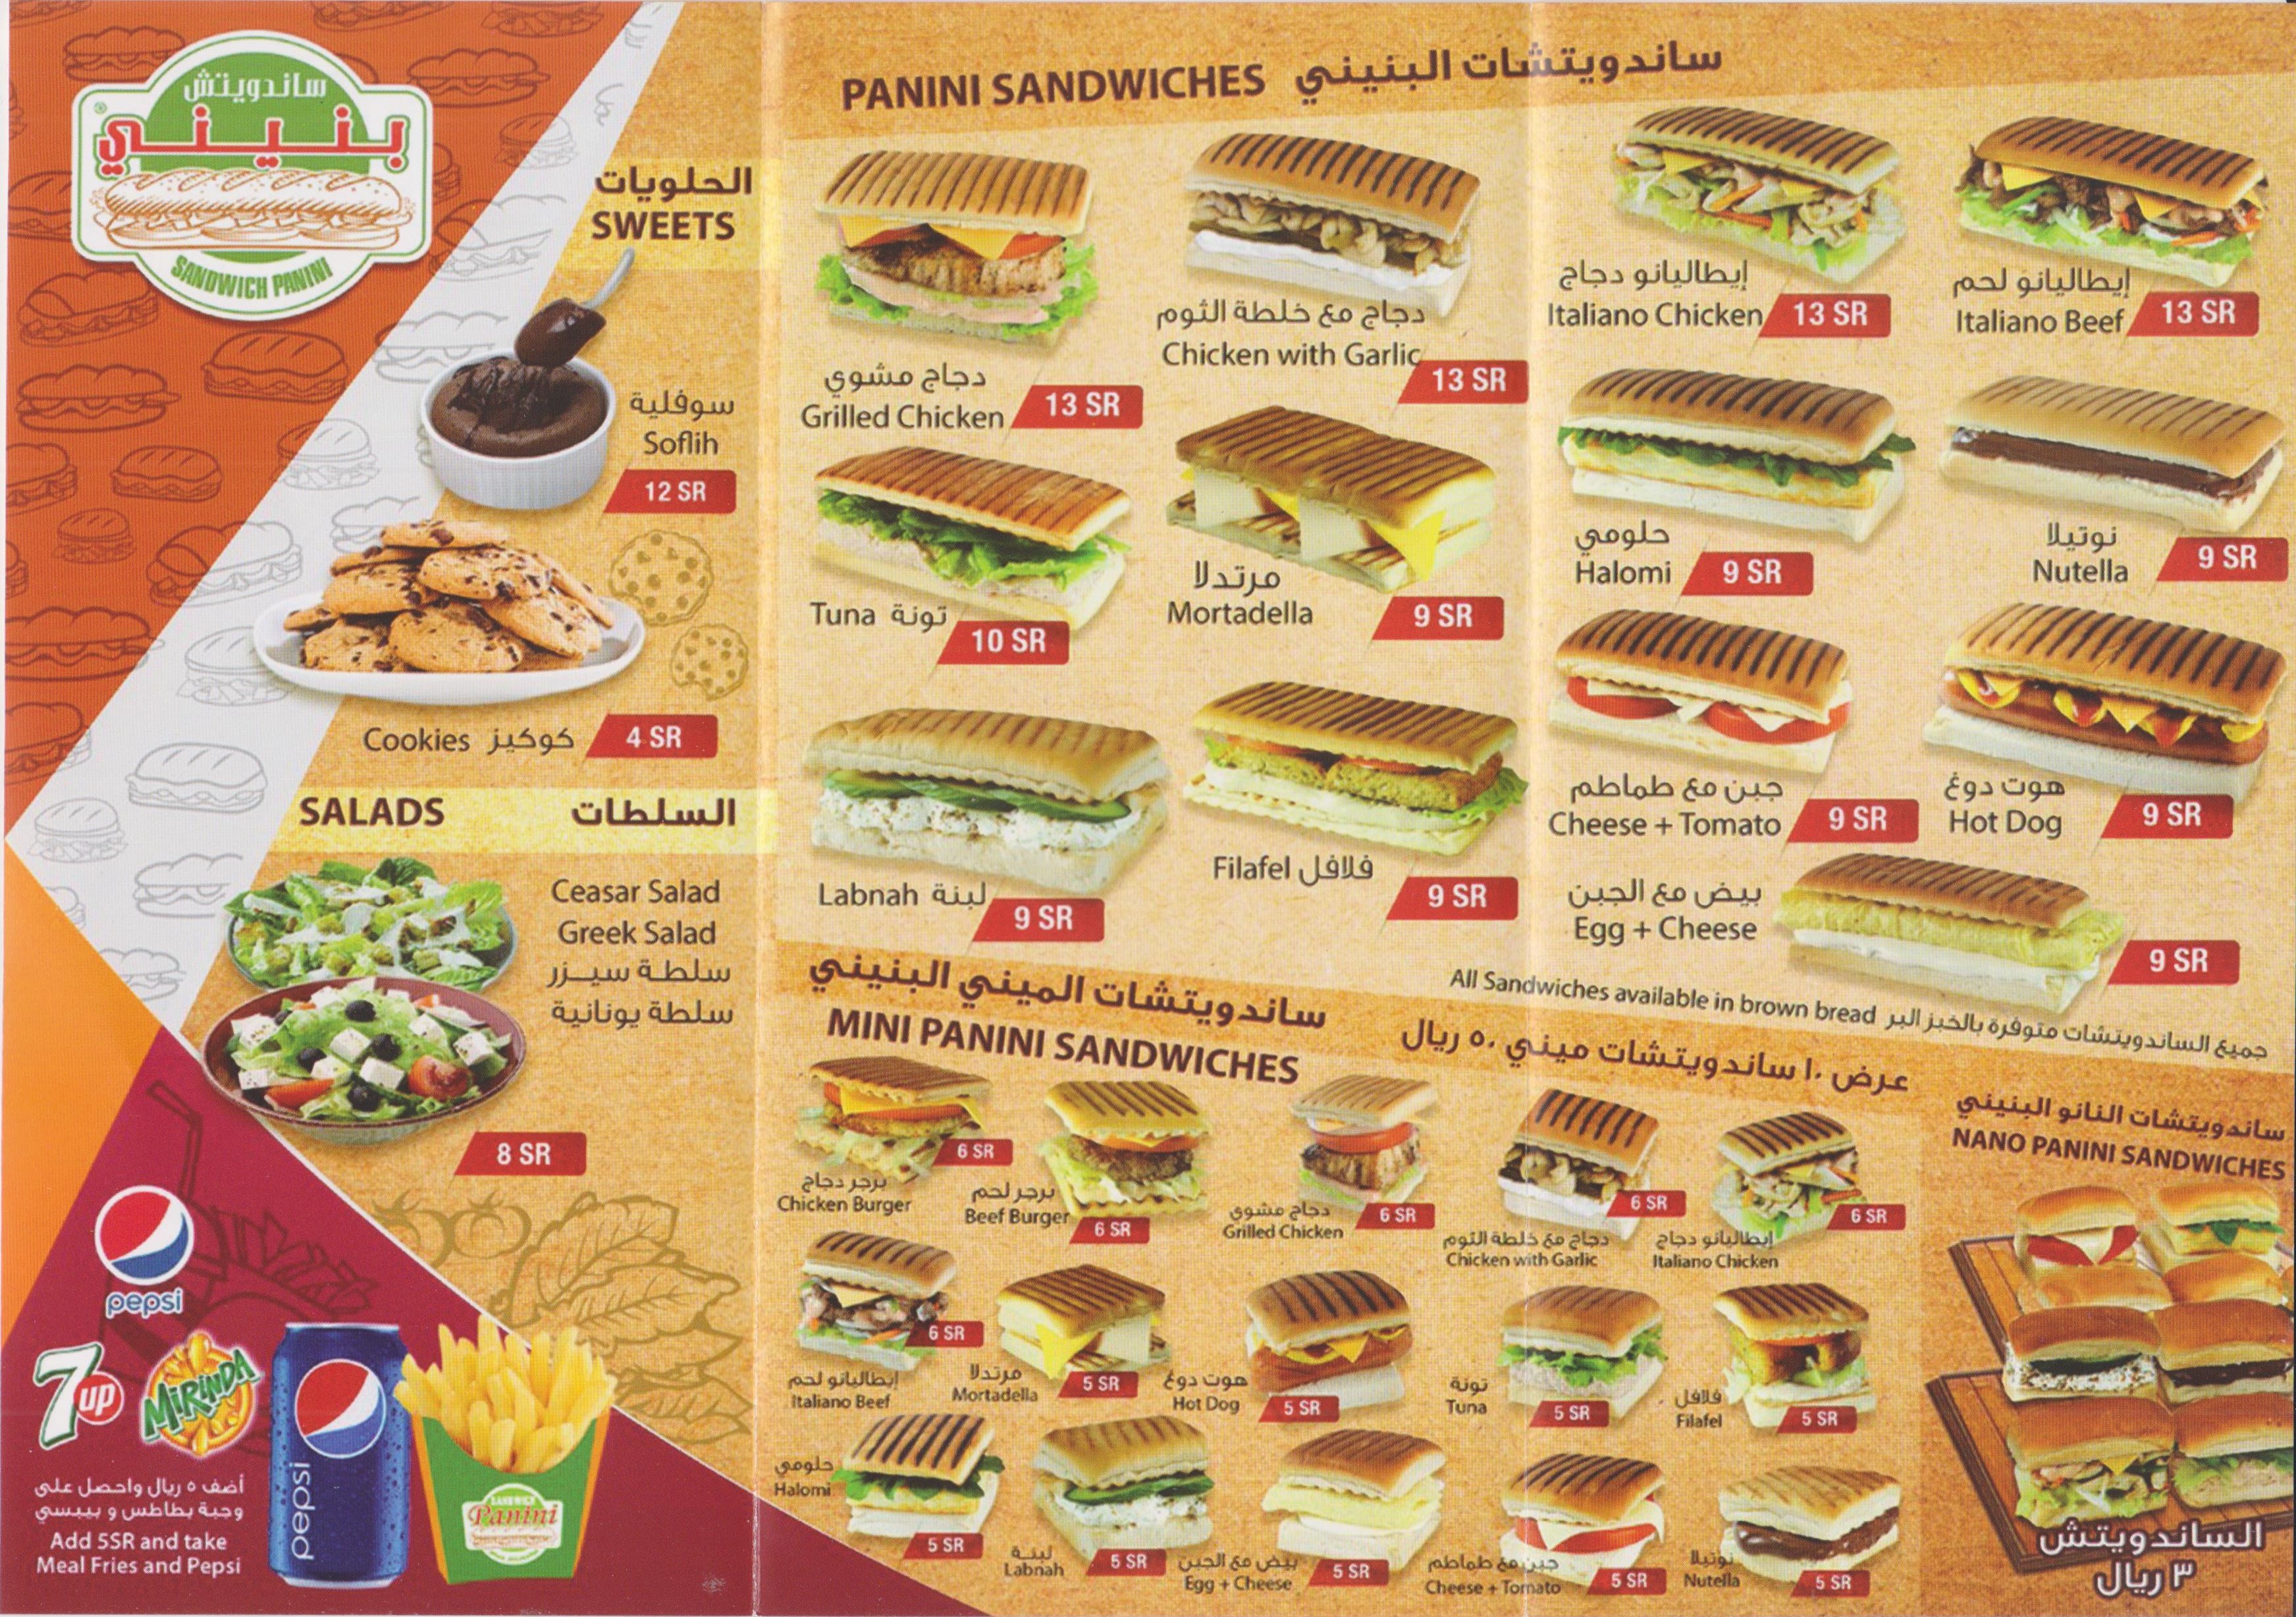 ساندويتش
بنيني
®
SANDWICH PANINI
الحلويات
SWEETS
سوفلية
Soflih
12 SR
Cookies كوكيز
4 SR
SALADS السلطات
Ceasar Salad
Greek Salad
سلطة سيـزر
سلطة يونانية
8 SR
pepsi
7up
MIRINDA
pepsi
SANDWICH
Panini
أضف ٥ ريال واحصل على
وجبة بطاطس و بيبسي
Add 5SR and take
Meal Fries and Pepsi
PANINI SANDWICHES ساندويتشات البنيني
دجاج مشوي
Grilled Chicken
13 SR
دجاج مع خلطة الثوم
Chicken with Garlic
13 SR
إيطاليانو دجاج
Italiano Chicken
13 SR
إيطاليانو لحم
Italiano Beef
13 SR
Tuna تونة
10 SR
مرتدلا
Mortadella
9 SR
حلومي
Halomi
9 SR
نوتيلا
Nutella
9 SR
Labnah لبنة
9 SR
Filafel فلافل
9 SR
جبن مع طماطم
Cheese + Tomato
9 SR
هوت دوغ
Hot Dog
9 SR
بيض مع الجبن
Egg + Cheese
9 SR
All Sandwiches available in brown bread جميع الساندويتشات متوفرة بالخبز البر
ساندويتشات الميني البنيني
MINI PANINI SANDWICHES
عرض ١٠ ساندويتشات ميني ٥٠ ريال
برجر دجاج
Chicken Burger
6 SR
برجر لحم
Beef Burger
6 SR
دجاج مشوي
Grilled Chicken
6 SR
دجاج مع خلطة الثوم
Chicken with Garlic
6 SR
إيطاليانو دجاج
Italiano Chicken
6 SR
إيطاليانو لحم
Italiano Beef
6 SR
مرتدلا
Mortadella
5 SR
هوت دوغ
Hot Dog
5 SR
تونة
Tuna
5 SR
فلافل
Filafel
5 SR
حلومي
Halomi
5 SR
لبنـة
Labnah
5 SR
بيض مع الجبن
Egg + Cheese
5 SR
جبن مع طماطم
Cheese + Tomato
5 SR
نوتيلا
Nutella
5 SR
ساندويتشات النانو البنيني
NANO PANINI SANDWICHES
الساندويتش
٣ ريال